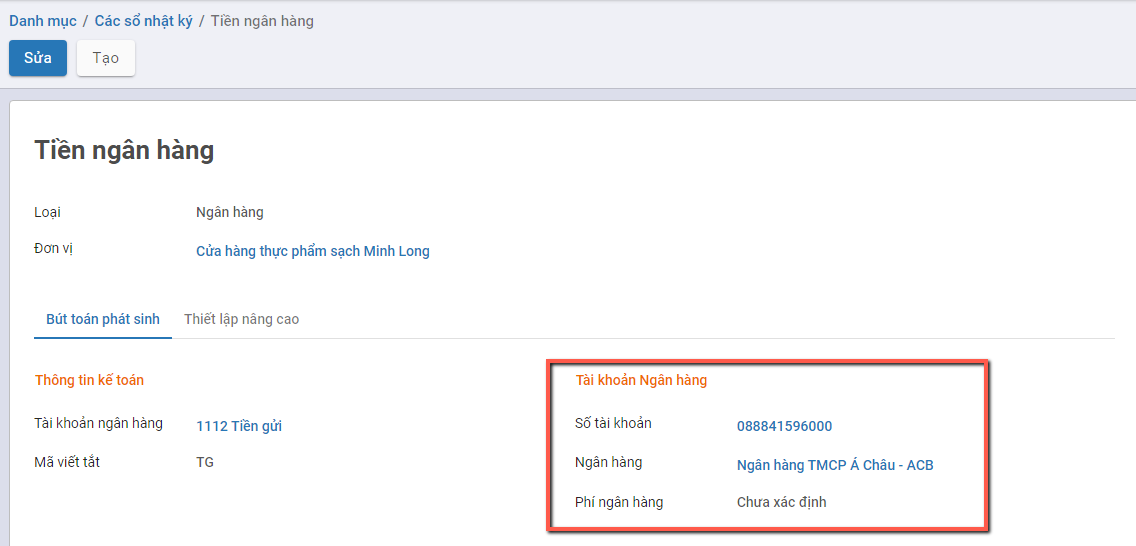 Danh mục / Các sổ nhật ký / Tiền ngân hàng
Sửa Tạo
Tiền ngân hàng
Loại Ngân hàng
Đơn vị Cửa hàng thực phẩm sạch Minh Long
Bút toán phát sinh Thiết lập nâng cao
Thông tin kế toán Tài khoản Ngân hàng
Tài khoản ngân hàng 1112 Tiền gửi Số tài khoản 088841596000
Mã viết tắt TG Ngân hàng Ngân hàng TMCP Á Châu - ACB
Phí ngân hàng Chưa xác định